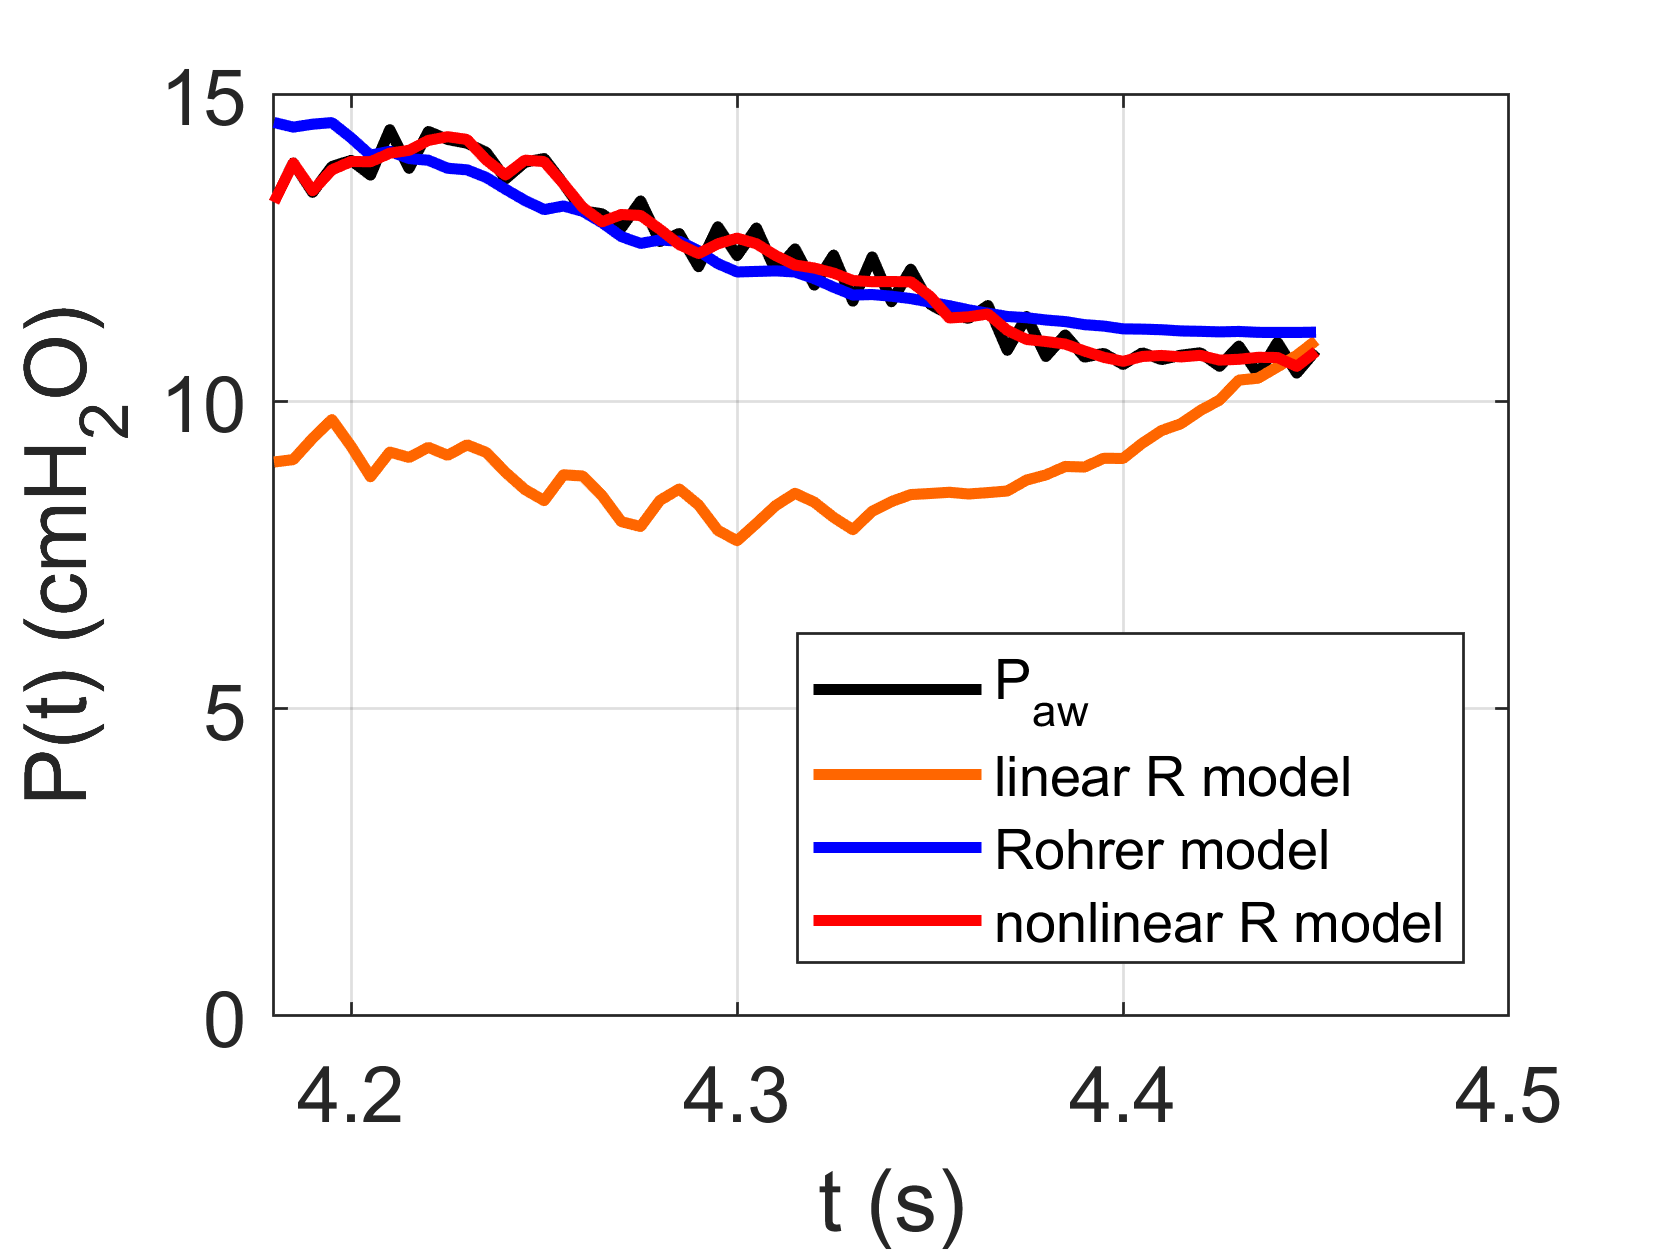 15
10
5
0
P(t) (cmH2O)
4.2
4.3
4.4
4.5
t (s)
Paw
linear R model
Rohrer model
nonlinear R model